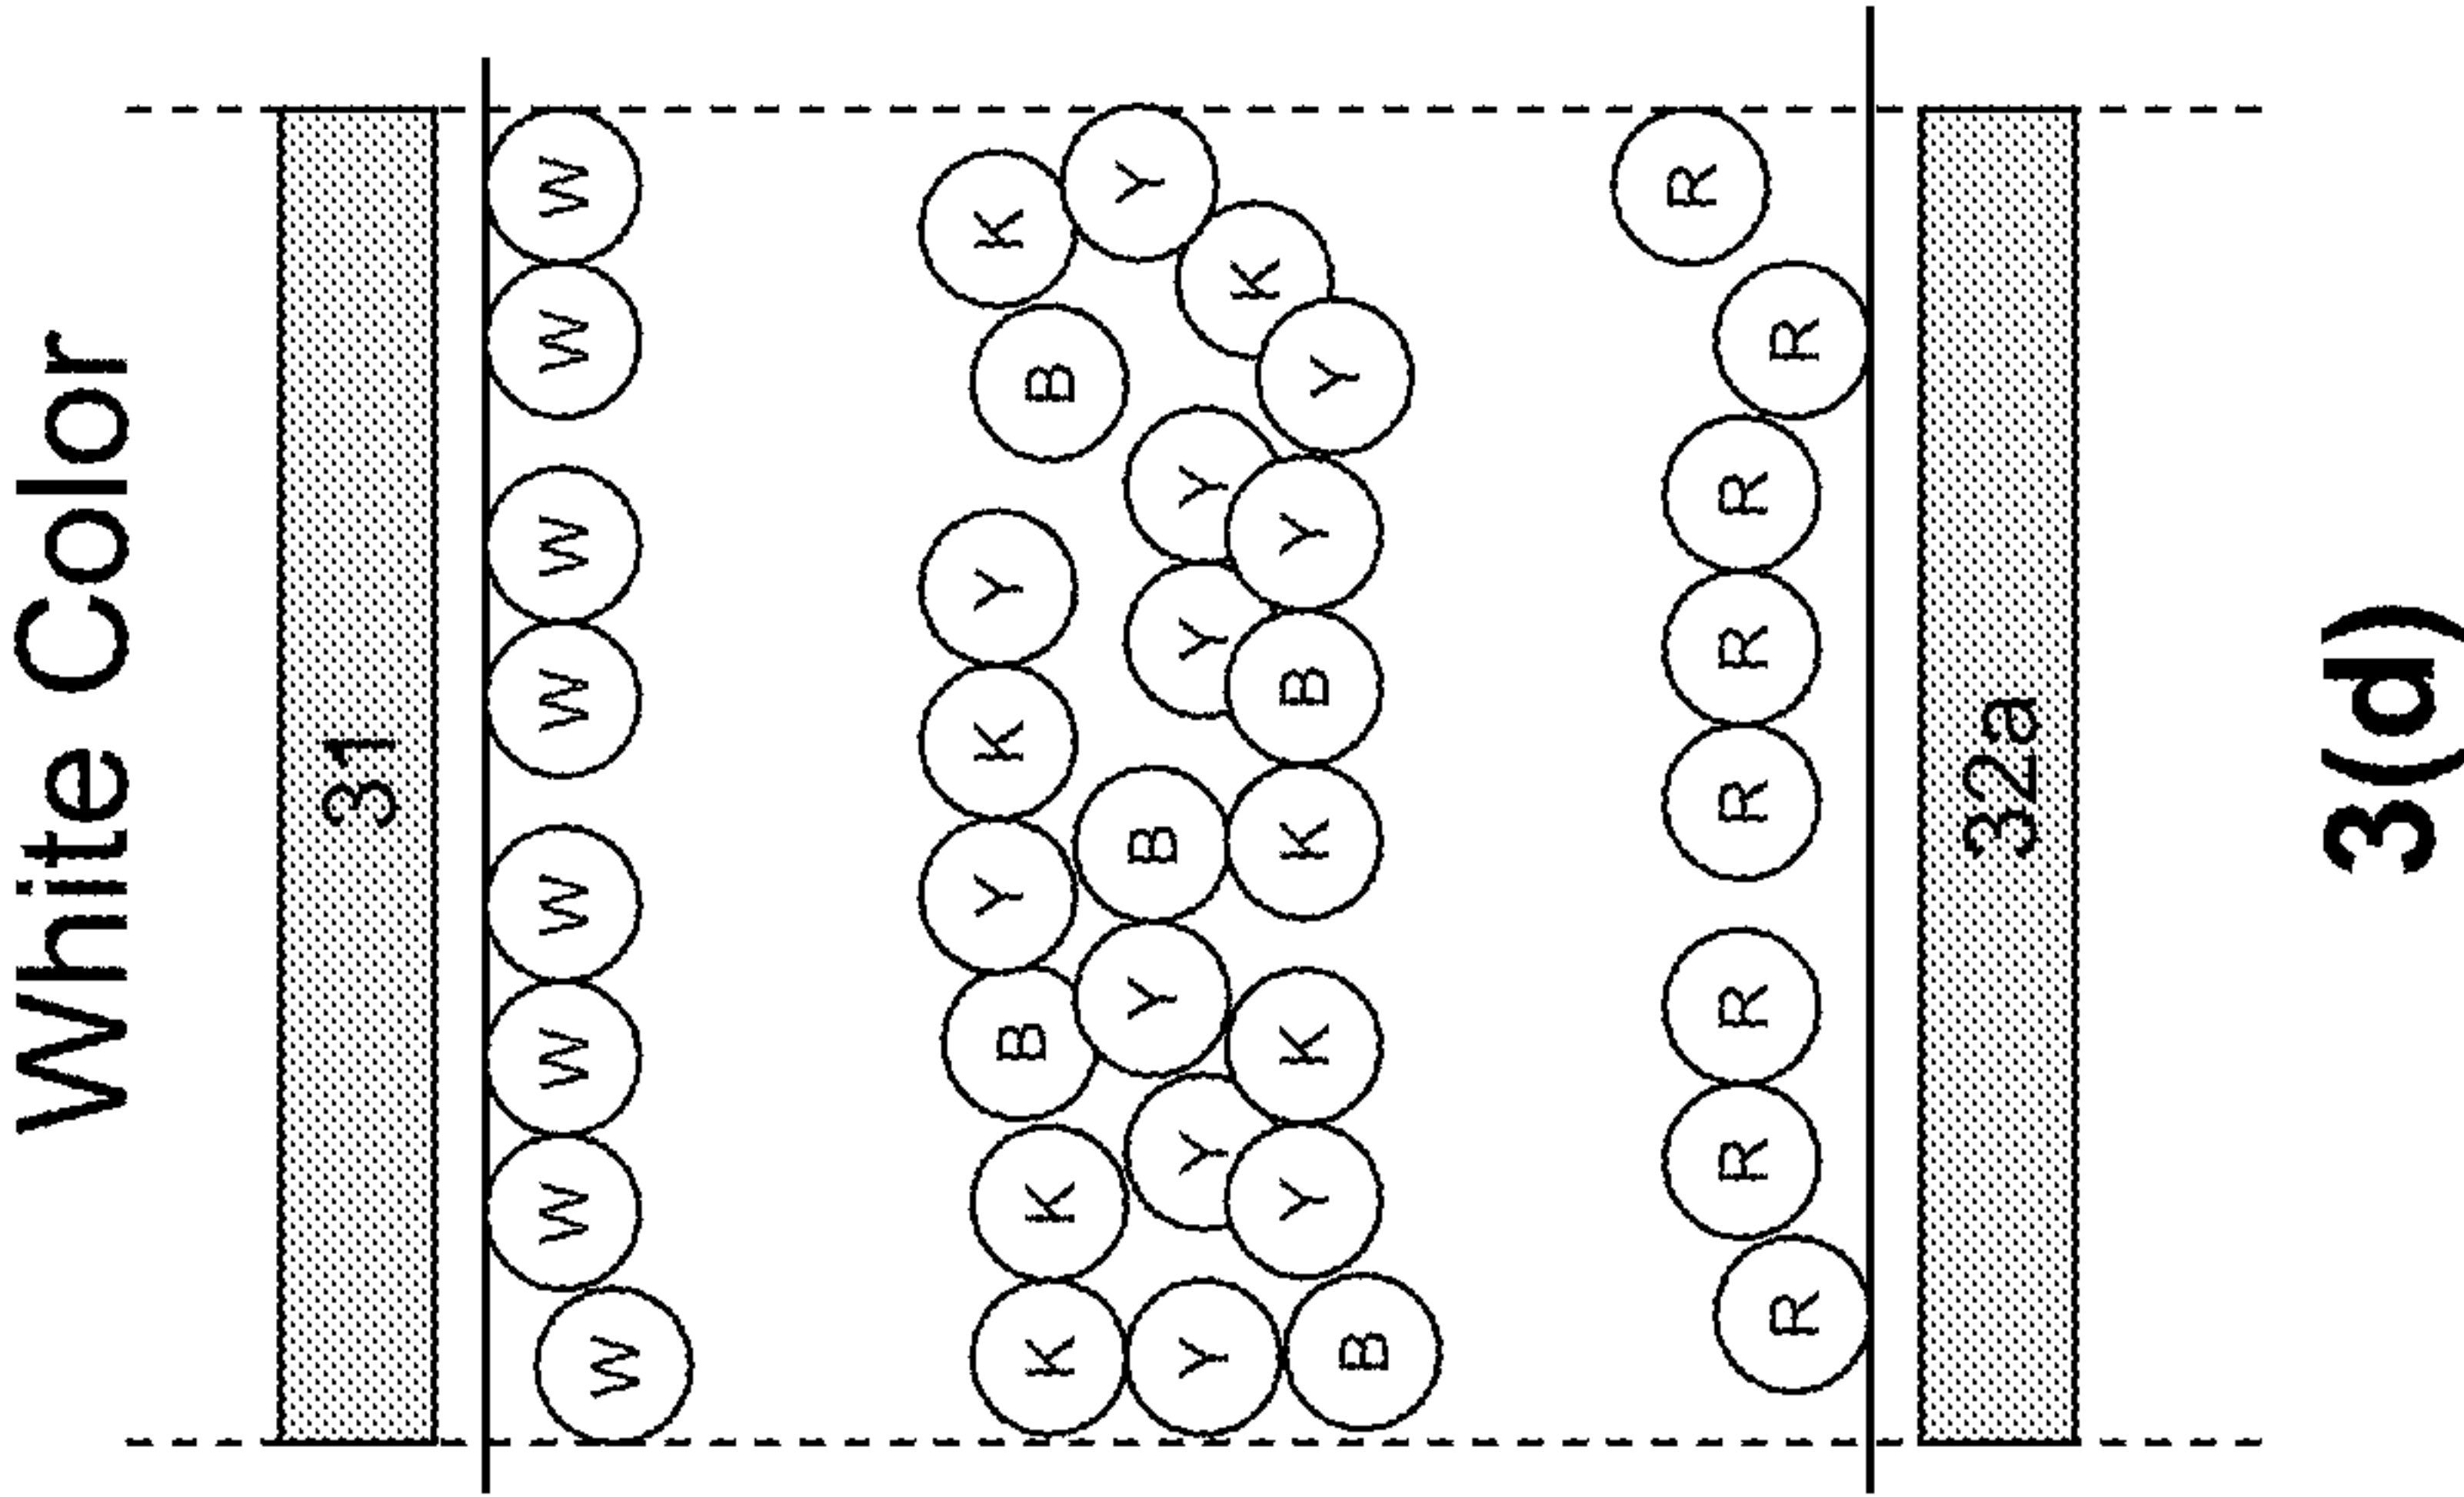 White Color
31
W W W W W W W W
K K B Y K Y B K
Y Y Y B Y Y Y
B Y K K B Y Y K
R R R R R R R R
32a
3(d)